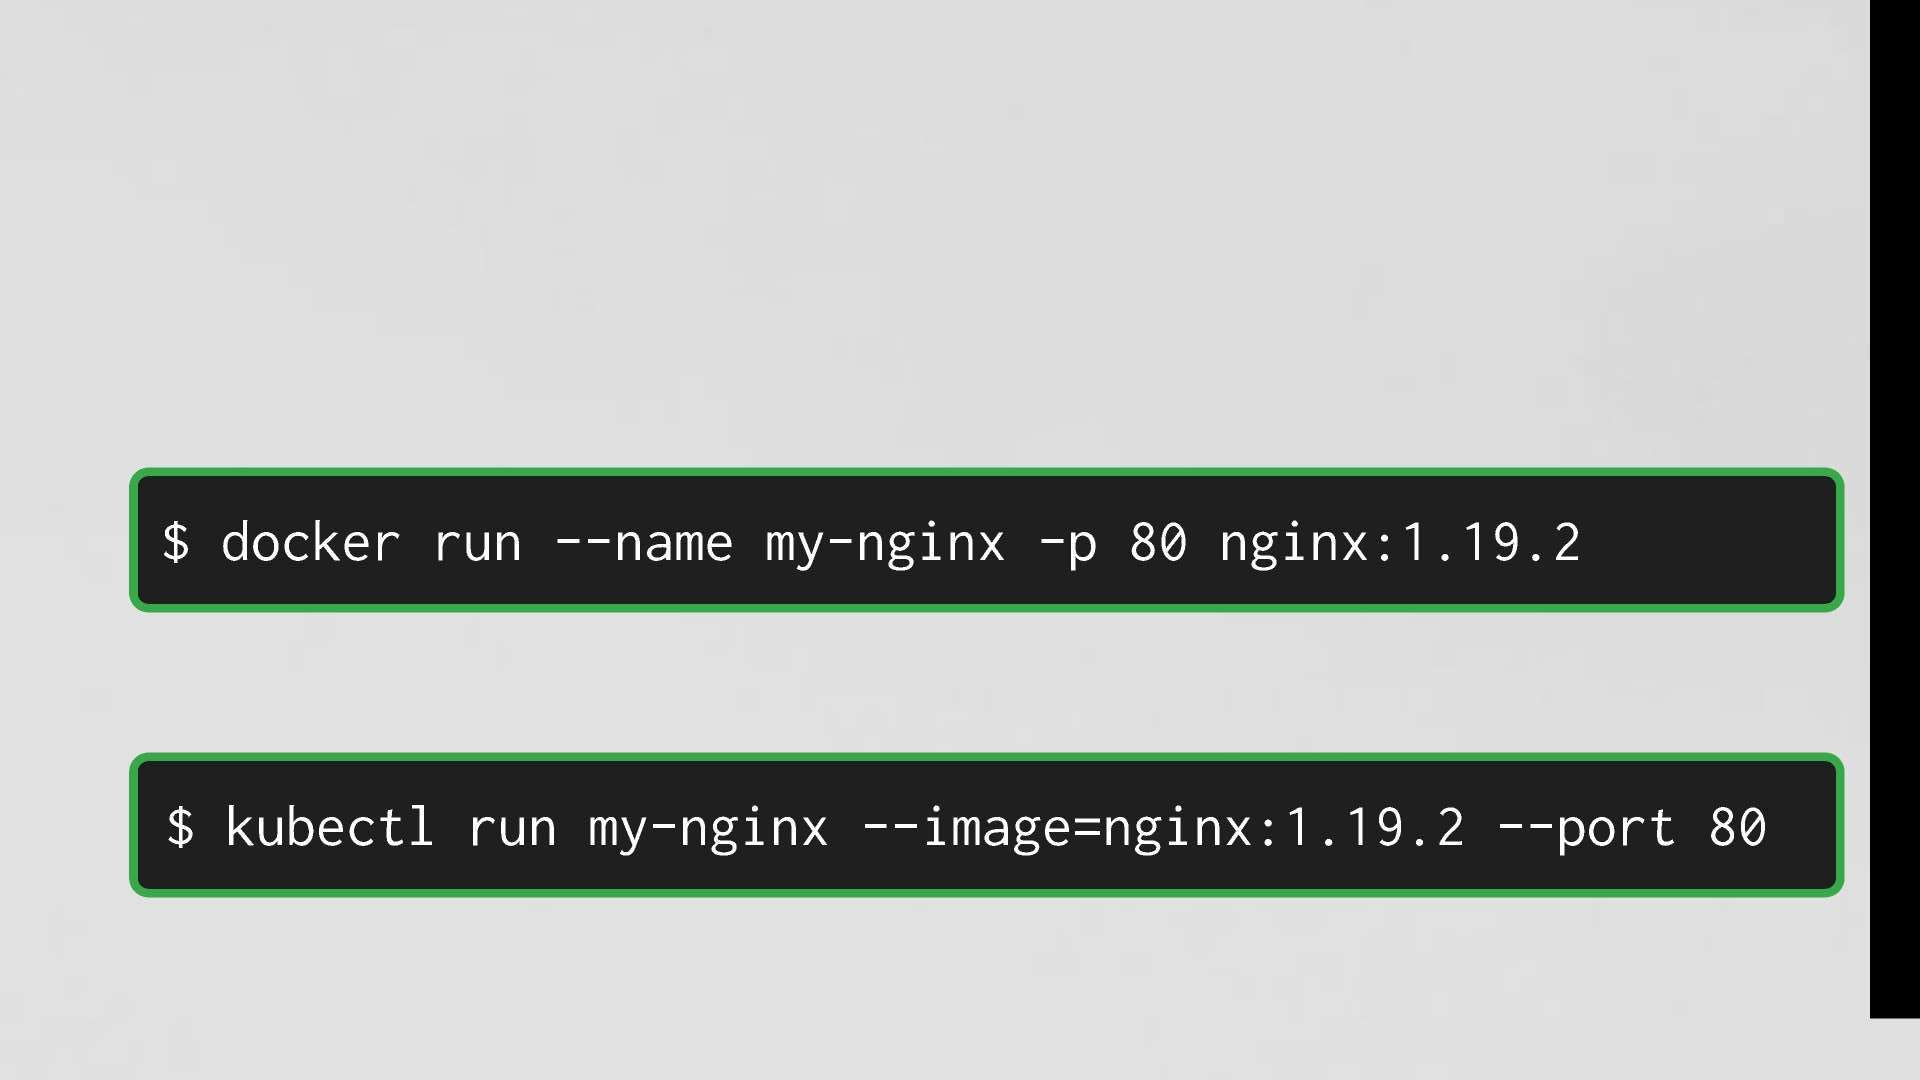 $ docker run --name my-nginx -p 80 nginx:1.19.2
$ kubectl run my-nginx --image=nginx:1.19.2 --port 80